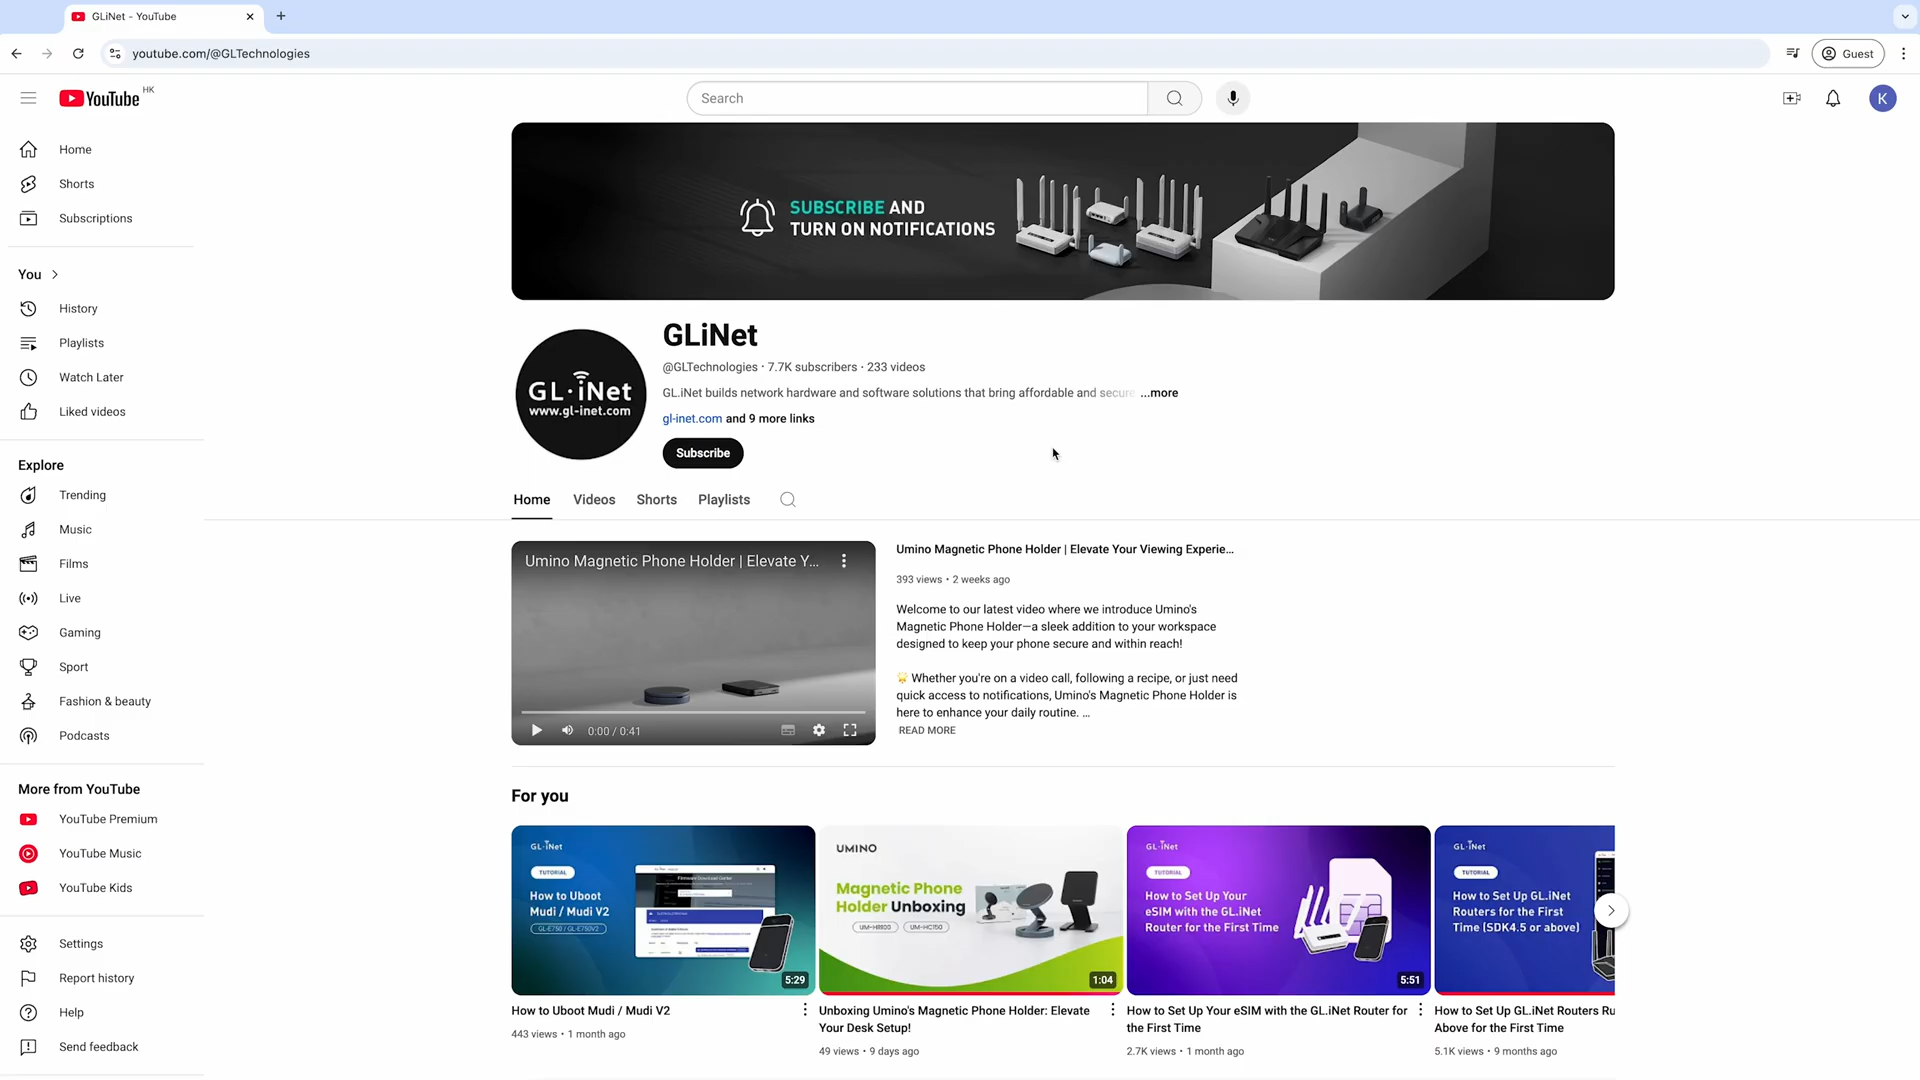 GLiNet - YouTube
youtube.com/@GLTechnologies
Guest
YouTube HK
Search
K
Home
Shorts
Subscriptions
You
History
Playlists
Watch Later
Liked videos
Explore
Trending
Music
Films
Live
Gaming
Sport
Fashion & beauty
Podcasts
More from YouTube
YouTube Premium
YouTube Music
YouTube Kids
Settings
Report history
Help
Send feedback
SUBSCRIBE AND
TURN ON NOTIFICATIONS
GL·iNet
www.gl-inet.com
GLiNet
@GLTechnologies · 7.7K subscribers · 233 videos
GL.iNet builds network hardware and software solutions that bring affordable and secure ...more
gl-inet.com and 9 more links
Subscribe
Home Videos Shorts Playlists
Umino Magnetic Phone Holder | Elevate Y...
0:00 / 0:41
Umino Magnetic Phone Holder | Elevate Your Viewing Experie...
393 views • 2 weeks ago
Welcome to our latest video where we introduce Umino's
Magnetic Phone Holder—a sleek addition to your workspace
designed to keep your phone secure and within reach!
🌟 Whether you're on a video call, following a recipe, or just need
quick access to notifications, Umino's Magnetic Phone Holder is
here to enhance your daily routine. ...
READ MORE
For you
GL·iNet
TUTORIAL
How to Uboot
Mudi / Mudi V2
GL-E750 / GL-E750V2
Firmware Download Center
5:29
How to Uboot Mudi / Mudi V2
443 views • 1 month ago
UMINO
Magnetic Phone
Holder Unboxing
UM-HR100 UM-HC150
1:04
Unboxing Umino's Magnetic Phone Holder: Elevate
Your Desk Setup!
49 views • 9 days ago
GL·iNet
TUTORIAL
How to Set Up Your
eSIM with the GL.iNet
Router for the First Time
5:51
How to Set Up Your eSIM with the GL.iNet Router for
the First Time
2.7K views • 1 month ago
GL·iNet
TUTORIAL
How to Set Up GL.iNet
Routers for the First
Time (SDK4.5 or above)
How to Set Up GL.iNet Routers Ru
Above for the First Time
5.1K views • 9 months ago